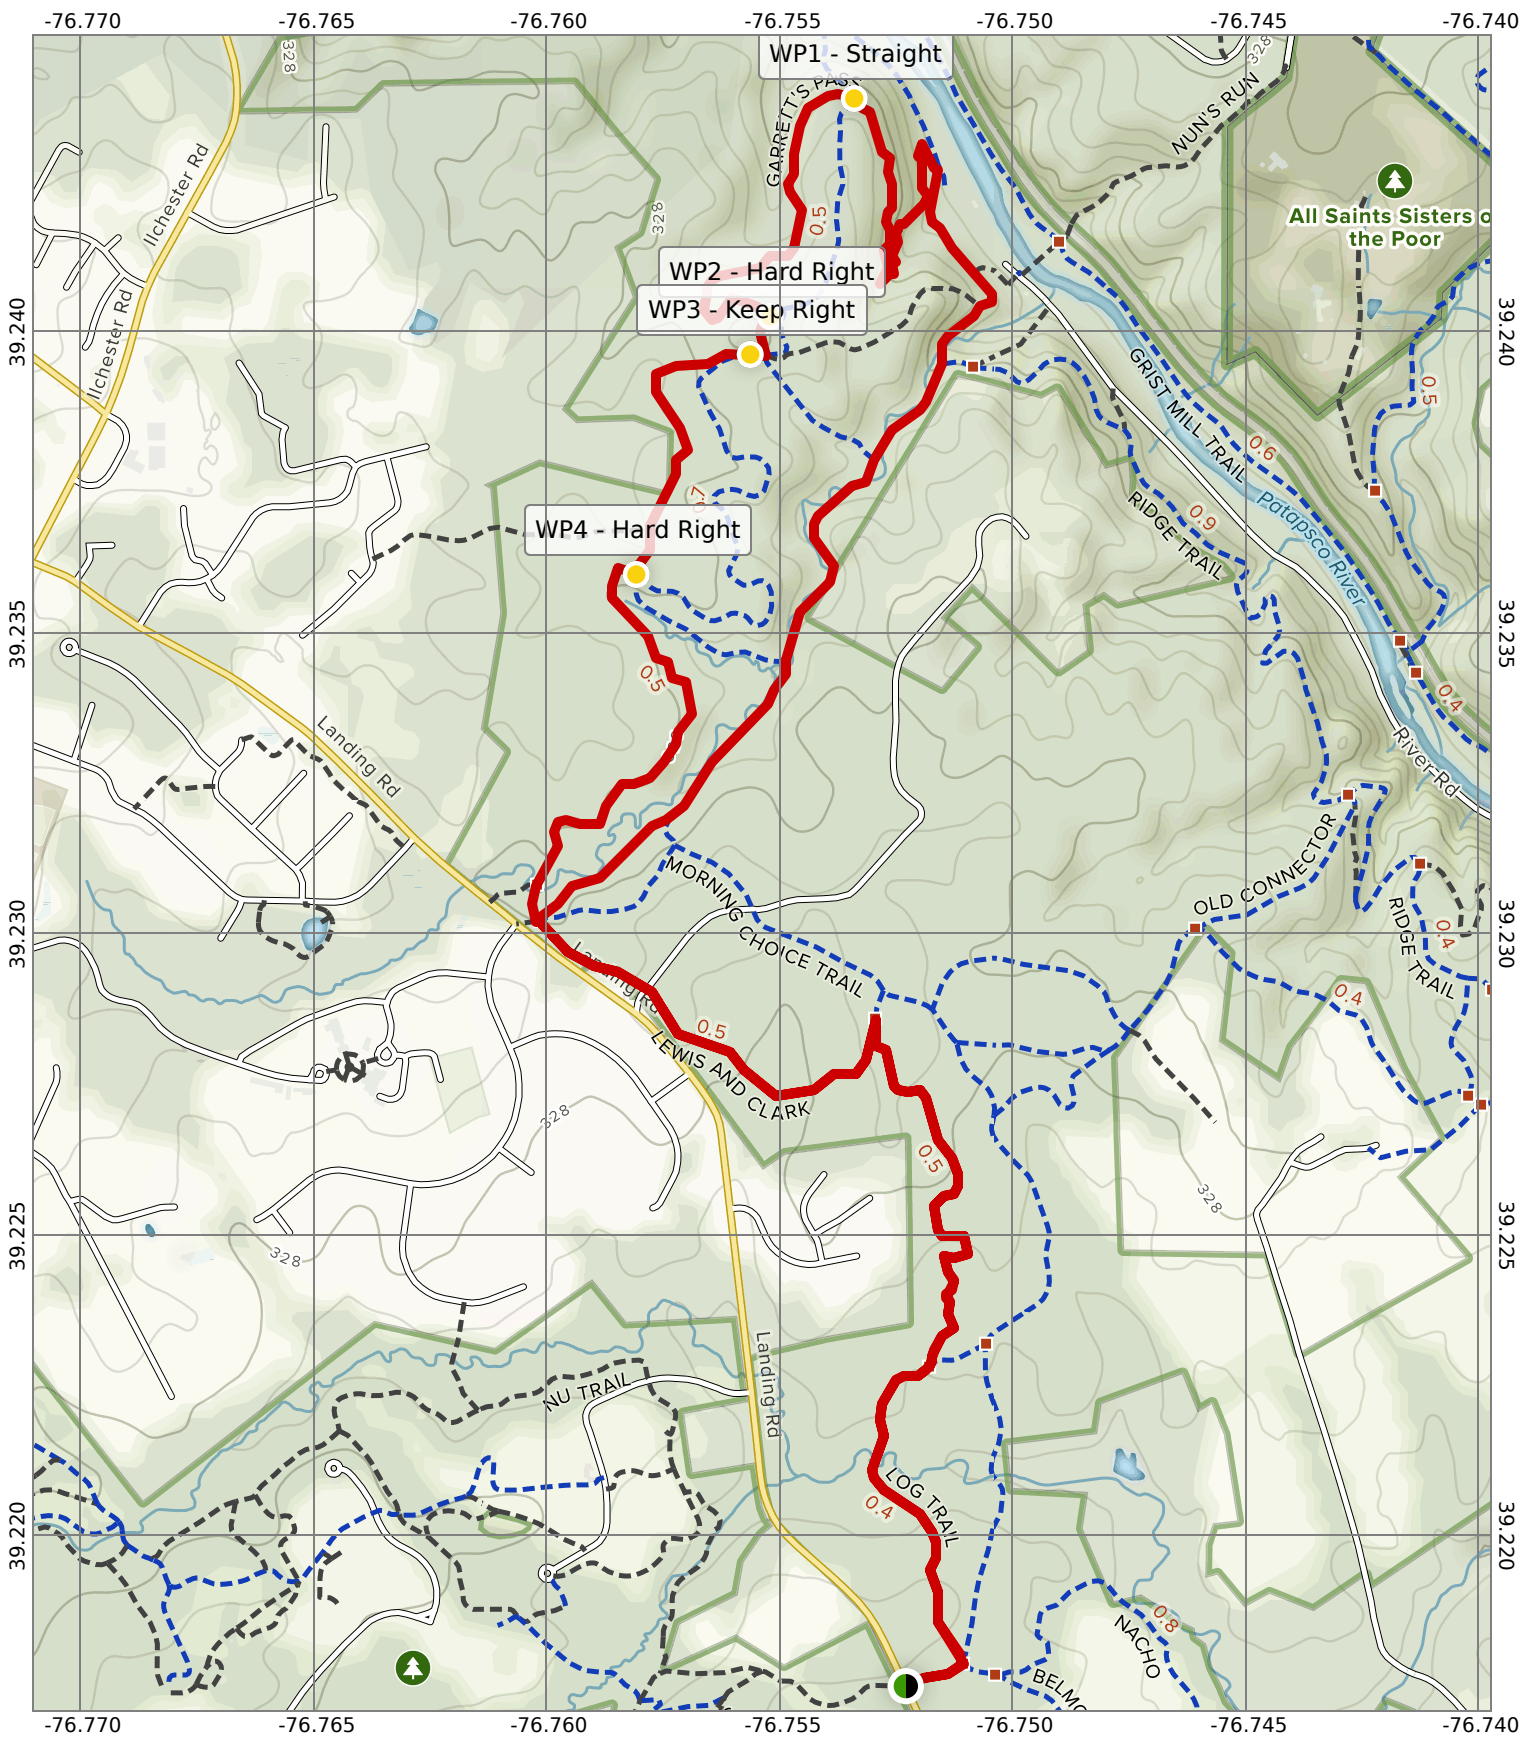 -76.770 -76.765 -76.760 -76.755 -76.750 -76.745 -76.740
WP1 - Straight
328
328
GARRETT'S PASS
NUN'S RUN
Ilchester Rd
All Saints Sisters o
the Poor
328
0.5
WP2 - Hard Right
WP3 - Keep Right
39.240
39.240
Ilchester Rd
GRIST MILL TRAIL
0.5
0.6
0.7
RIDGE TRAIL
0.9
Patapsco River
WP4 - Hard Right
39.235
39.235
0.5
0.4
Landing Rd
River Rd
MORNING
CHOICE TRAIL
OLD CONNECTOR
RIDGE TRAIL
0.4
39.230
39.230
Landing Rd
0.4
0.5
LEWIS AND CLARK
328
0.5
328
328
39.225
39.225
Landing Rd
NU TRAIL
LOG TRAIL
0.4
39.220
39.220
NACHO
0.8
BELMO
-76.770 -76.765 -76.760 -76.755 -76.750 -76.745 -76.740